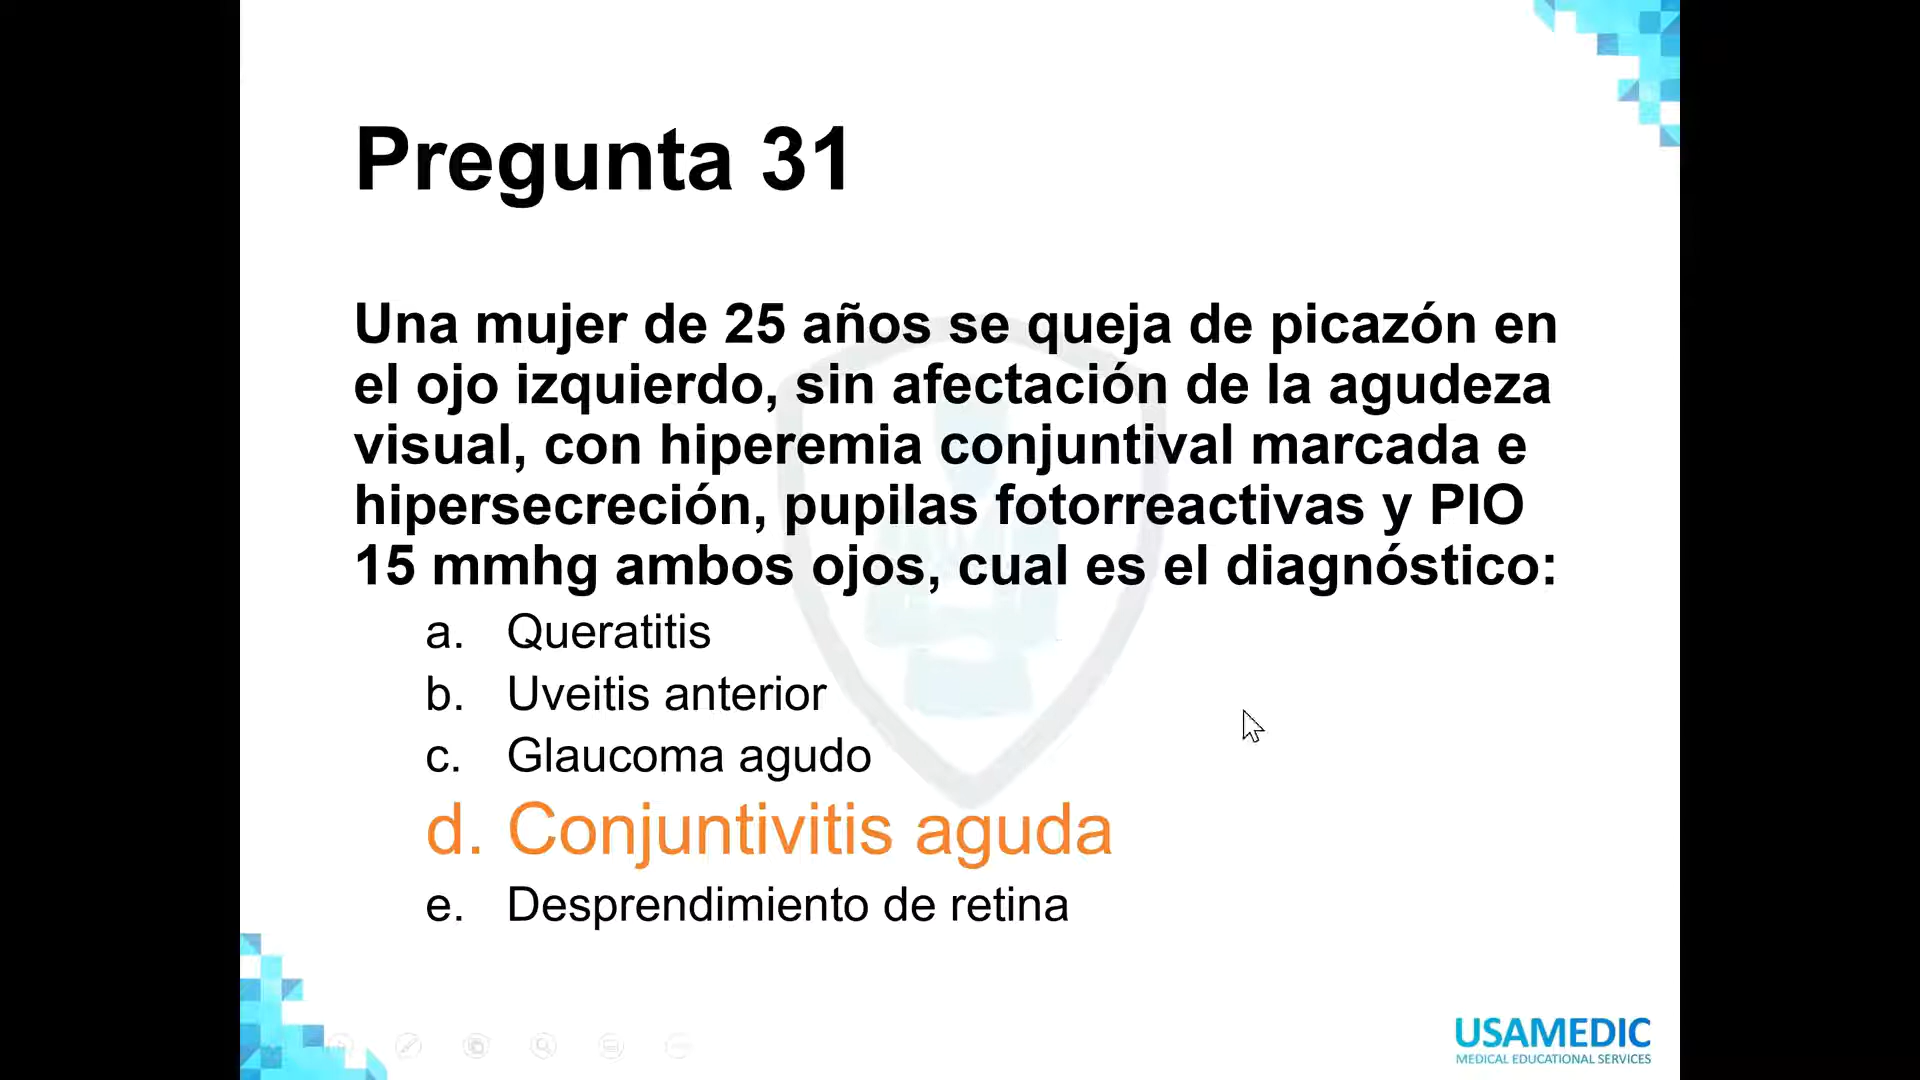 Pregunta 31
Una mujer de 25 años se queja de picazón en
el ojo izquierdo, sin afectación de la agudeza
visual, con hiperemia conjuntival marcada e
hipersecreción, pupilas fotorreactivas y PIO
15 mmhg ambos ojos, cual es el diagnóstico:
a. Queratitis
b. Uveitis anterior
c. Glaucoma agudo
d. Conjuntivitis aguda
e. Desprendimiento de retina
USAMEDIC
MEDICAL EDUCATIONAL SERVICES